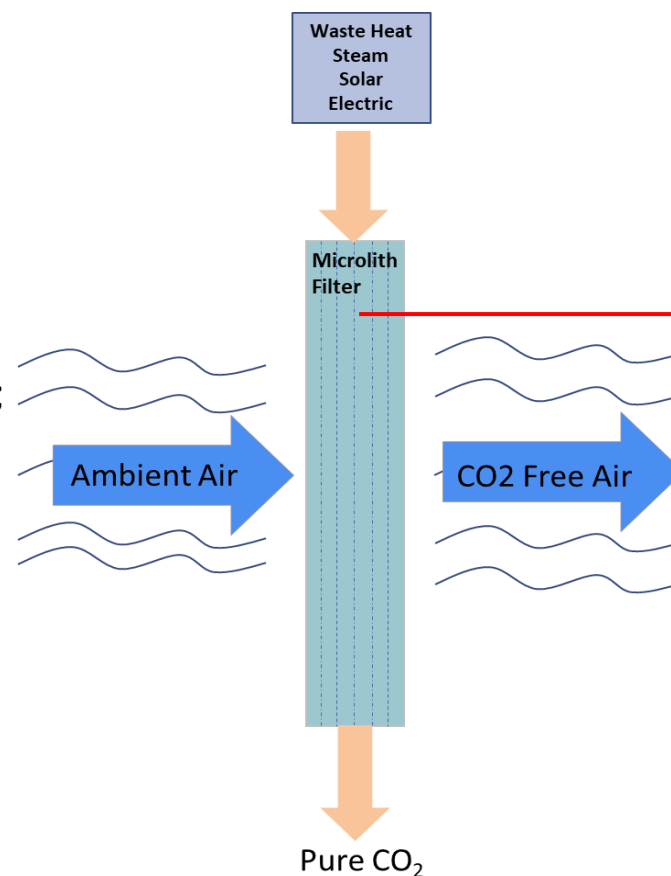 Waste Heat
Steam
Solar
Electric
Microlith
Filter
;
Ambient Air
CO2 Free Air
Pure CO₂